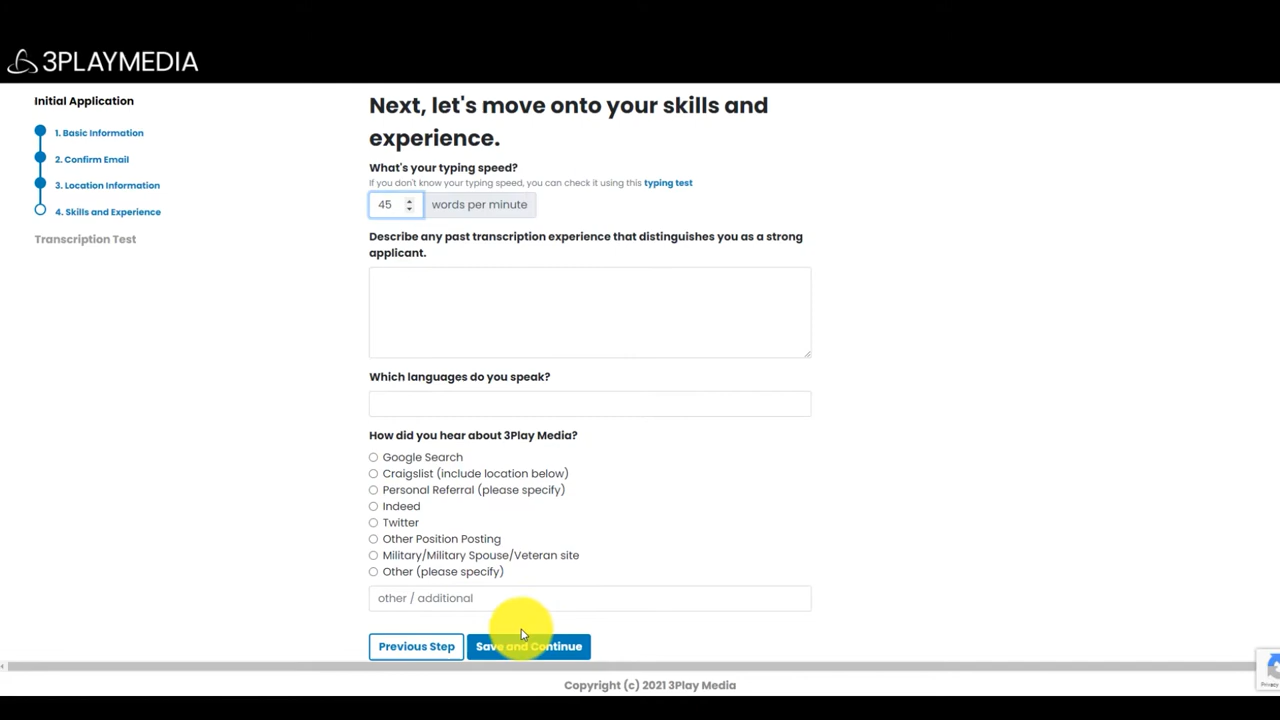 3PLAYMEDIA
Initial Application
1. Basic Information
2. Confirm Email
3. Location Information
4. Skills and Experience
Transcription Test
Next, let's move onto your skills and
experience.
What's your typing speed?
If you don't know your typing speed, you can check it using this typing test
45 words per minute
Describe any past transcription experience that distinguishes you as a strong
applicant.
Which languages do you speak?
How did you hear about 3Play Media?
Google Search
Craigslist (include location below)
Personal Referral (please specify)
Indeed
Twitter
Other Position Posting
Military/Military Spouse/Veteran site
Other (please specify)
other / additional
Previous Step
Save and Continue
Privacy
Copyright (c) 2021 3Play Media